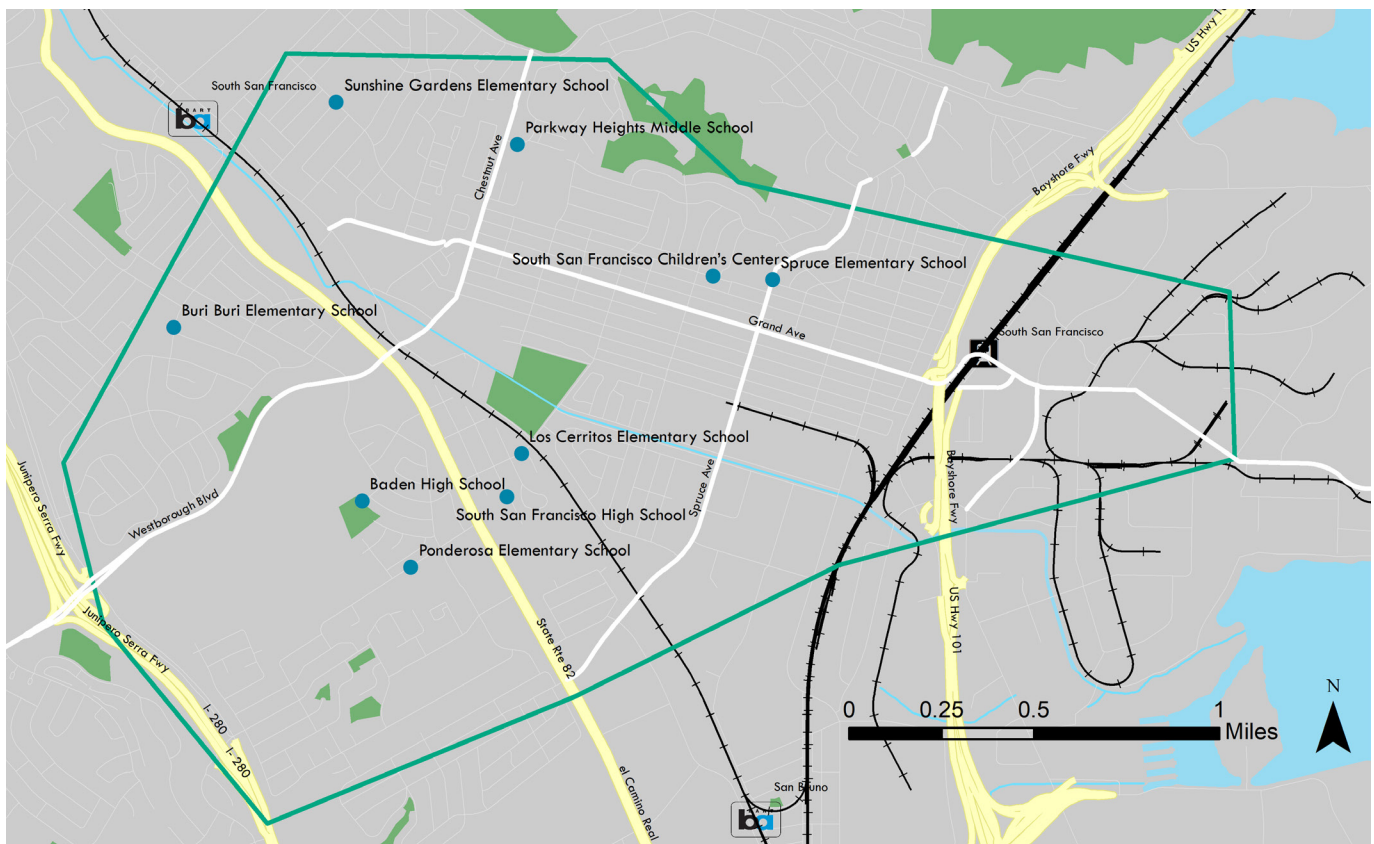 US Hwy 10
South San Francisco
Sunshine Gardens Elementary School
BART
ba
Parkway Heights Middle School
Chestnut Ave
Bayshore Fwy
South San Francisco Children's Center
Spruce Elementary School
Buri Buri Elementary School
Grand Ave
South San Francisco
Los Cerritos Elementary School
Junipero Serra Fwy
Westborough Blvd
Baden High School
South San Francisco High School
Spruce Ave
Bayshore Fwy
Ponderosa Elementary School
Junipero Serra Fwy
State Rte 82
US Hwy 101
I- 280
I- 280
N
0 0.25 0.5 1
Miles
el Camino Real
San Bruno
ba